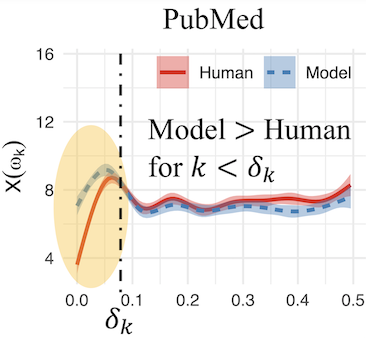 PubMed
16
12
8
4
X(ωₖ)
Human
Model
Model > Human
for k < δₖ
0.0
0.1
0.2
0.3
0.4
0.5
δₖ